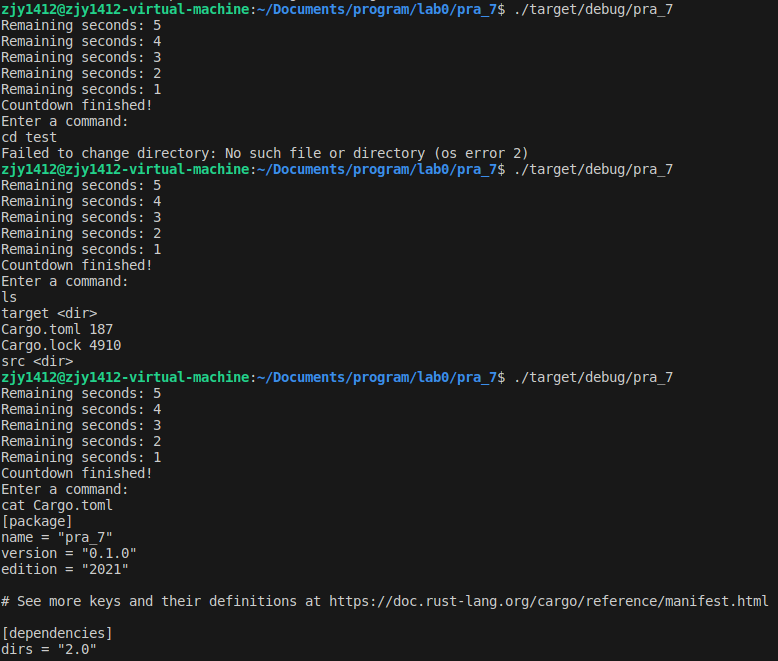 zjy1412@zjy1412-virtual-machine:~/Documents/program/lab0/pra_7$ ./target/debug/pra_7
Remaining seconds: 5
Remaining seconds: 4
Remaining seconds: 3
Remaining seconds: 2
Remaining seconds: 1
Countdown finished!
Enter a command:
cd test
Failed to change directory: No such file or directory (os error 2)
zjy1412@zjy1412-virtual-machine:~/Documents/program/lab0/pra_7$ ./target/debug/pra_7
Remaining seconds: 5
Remaining seconds: 4
Remaining seconds: 3
Remaining seconds: 2
Remaining seconds: 1
Countdown finished!
Enter a command:
ls
target <dir>
Cargo.toml 187
Cargo.lock 4910
src <dir>
zjy1412@zjy1412-virtual-machine:~/Documents/program/lab0/pra_7$ ./target/debug/pra_7
Remaining seconds: 5
Remaining seconds: 4
Remaining seconds: 3
Remaining seconds: 2
Remaining seconds: 1
Countdown finished!
Enter a command:
cat Cargo.toml
[package]
name = "pra_7"
version = "0.1.0"
edition = "2021"

# See more keys and their definitions at https://doc.rust-lang.org/cargo/reference/manifest.html

[dependencies]
dirs = "2.0"